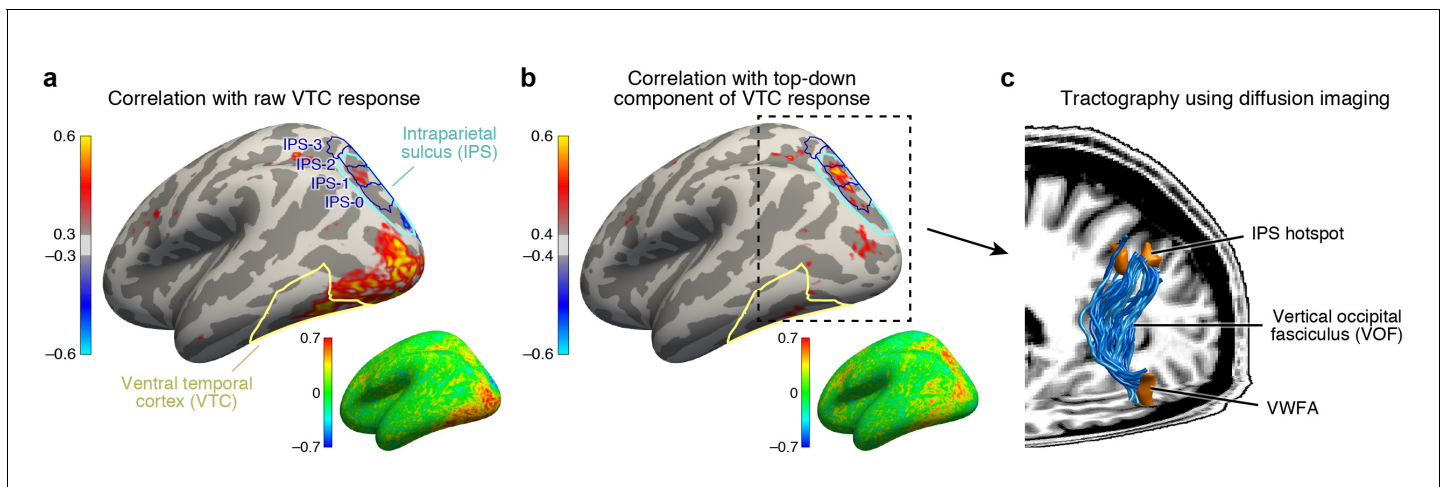 a
Correlation with raw VTC response
0.6
0.3
–0.3
–0.6
IPS-3
IPS-2
IPS-1
IPS-0
Intraparietal
sulcus (IPS)
Ventral temporal
cortex (VTC)
0.7
0
–0.7
b
Correlation with top-down
component of VTC response
0.6
0.4
–0.4
–0.6
0.7
0
–0.7
c
Tractography using diffusion imaging
IPS hotspot
Vertical occipital
fasciculus (VOF)
VWFA